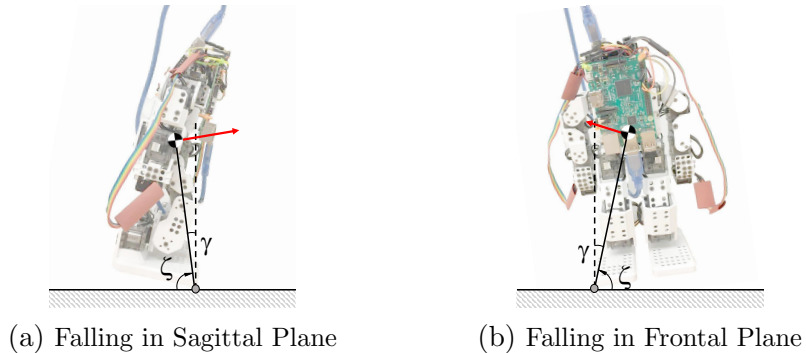 γ
ζ
γ
ζ
(a) Falling in Sagittal Plane
(b) Falling in Frontal Plane